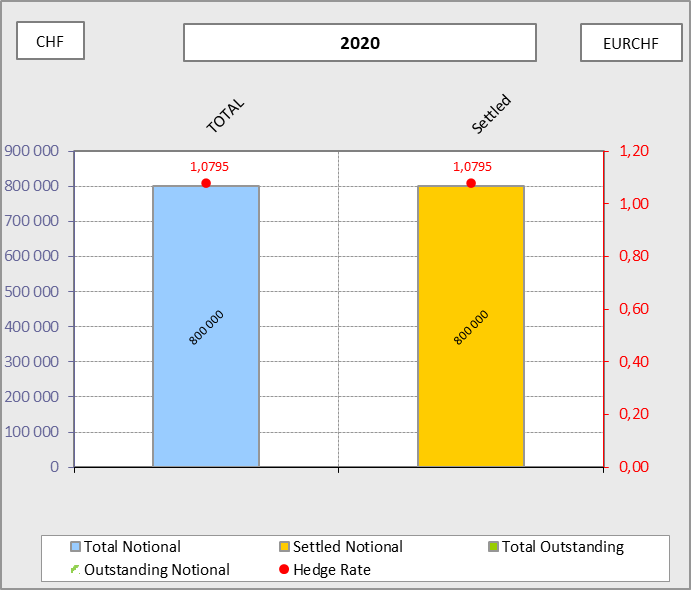 CHF
2020
EURCHF
TOTAL
Settled
900 000
800 000
700 000
600 000
500 000
400 000
300 000
200 000
100 000
0
1,0795
1,0795
800 000
800 000
1,20
1,00
0,80
0,60
0,40
0,20
0,00
Total Notional
Settled Notional
Total Outstanding
Outstanding Notional
Hedge Rate